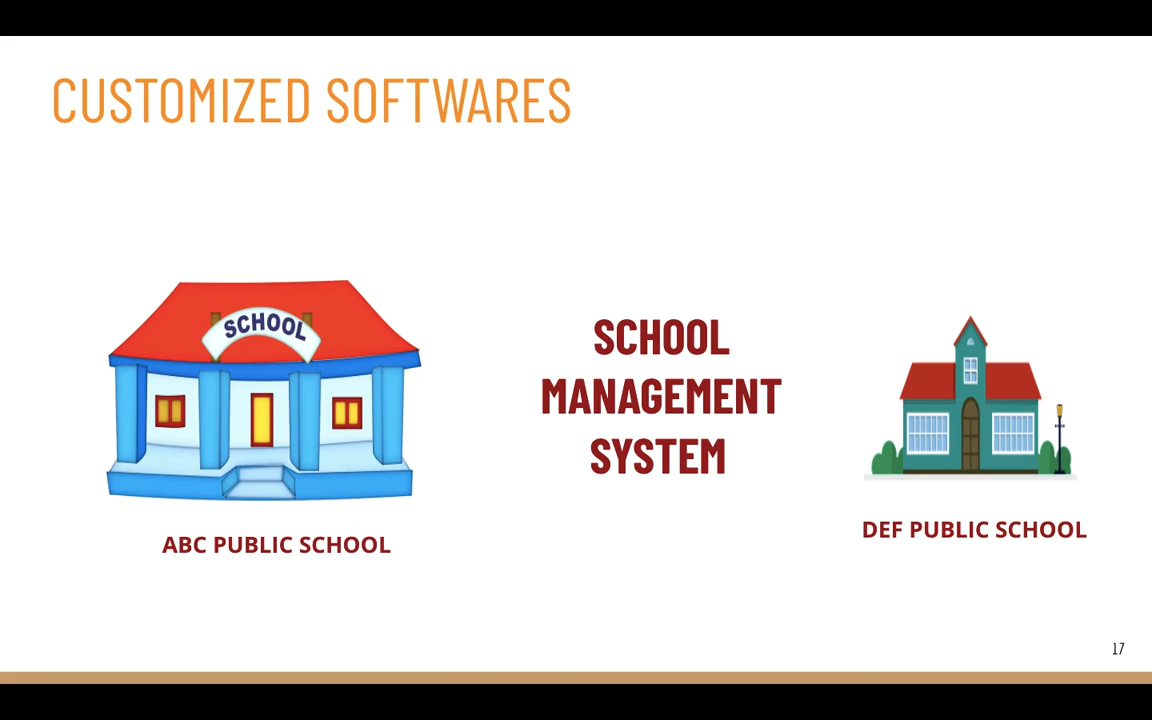 CUSTOMIZED SOFTWARES
SCHOOL
SCHOOL
MANAGEMENT
SYSTEM
ABC PUBLIC SCHOOL
DEF PUBLIC SCHOOL
17